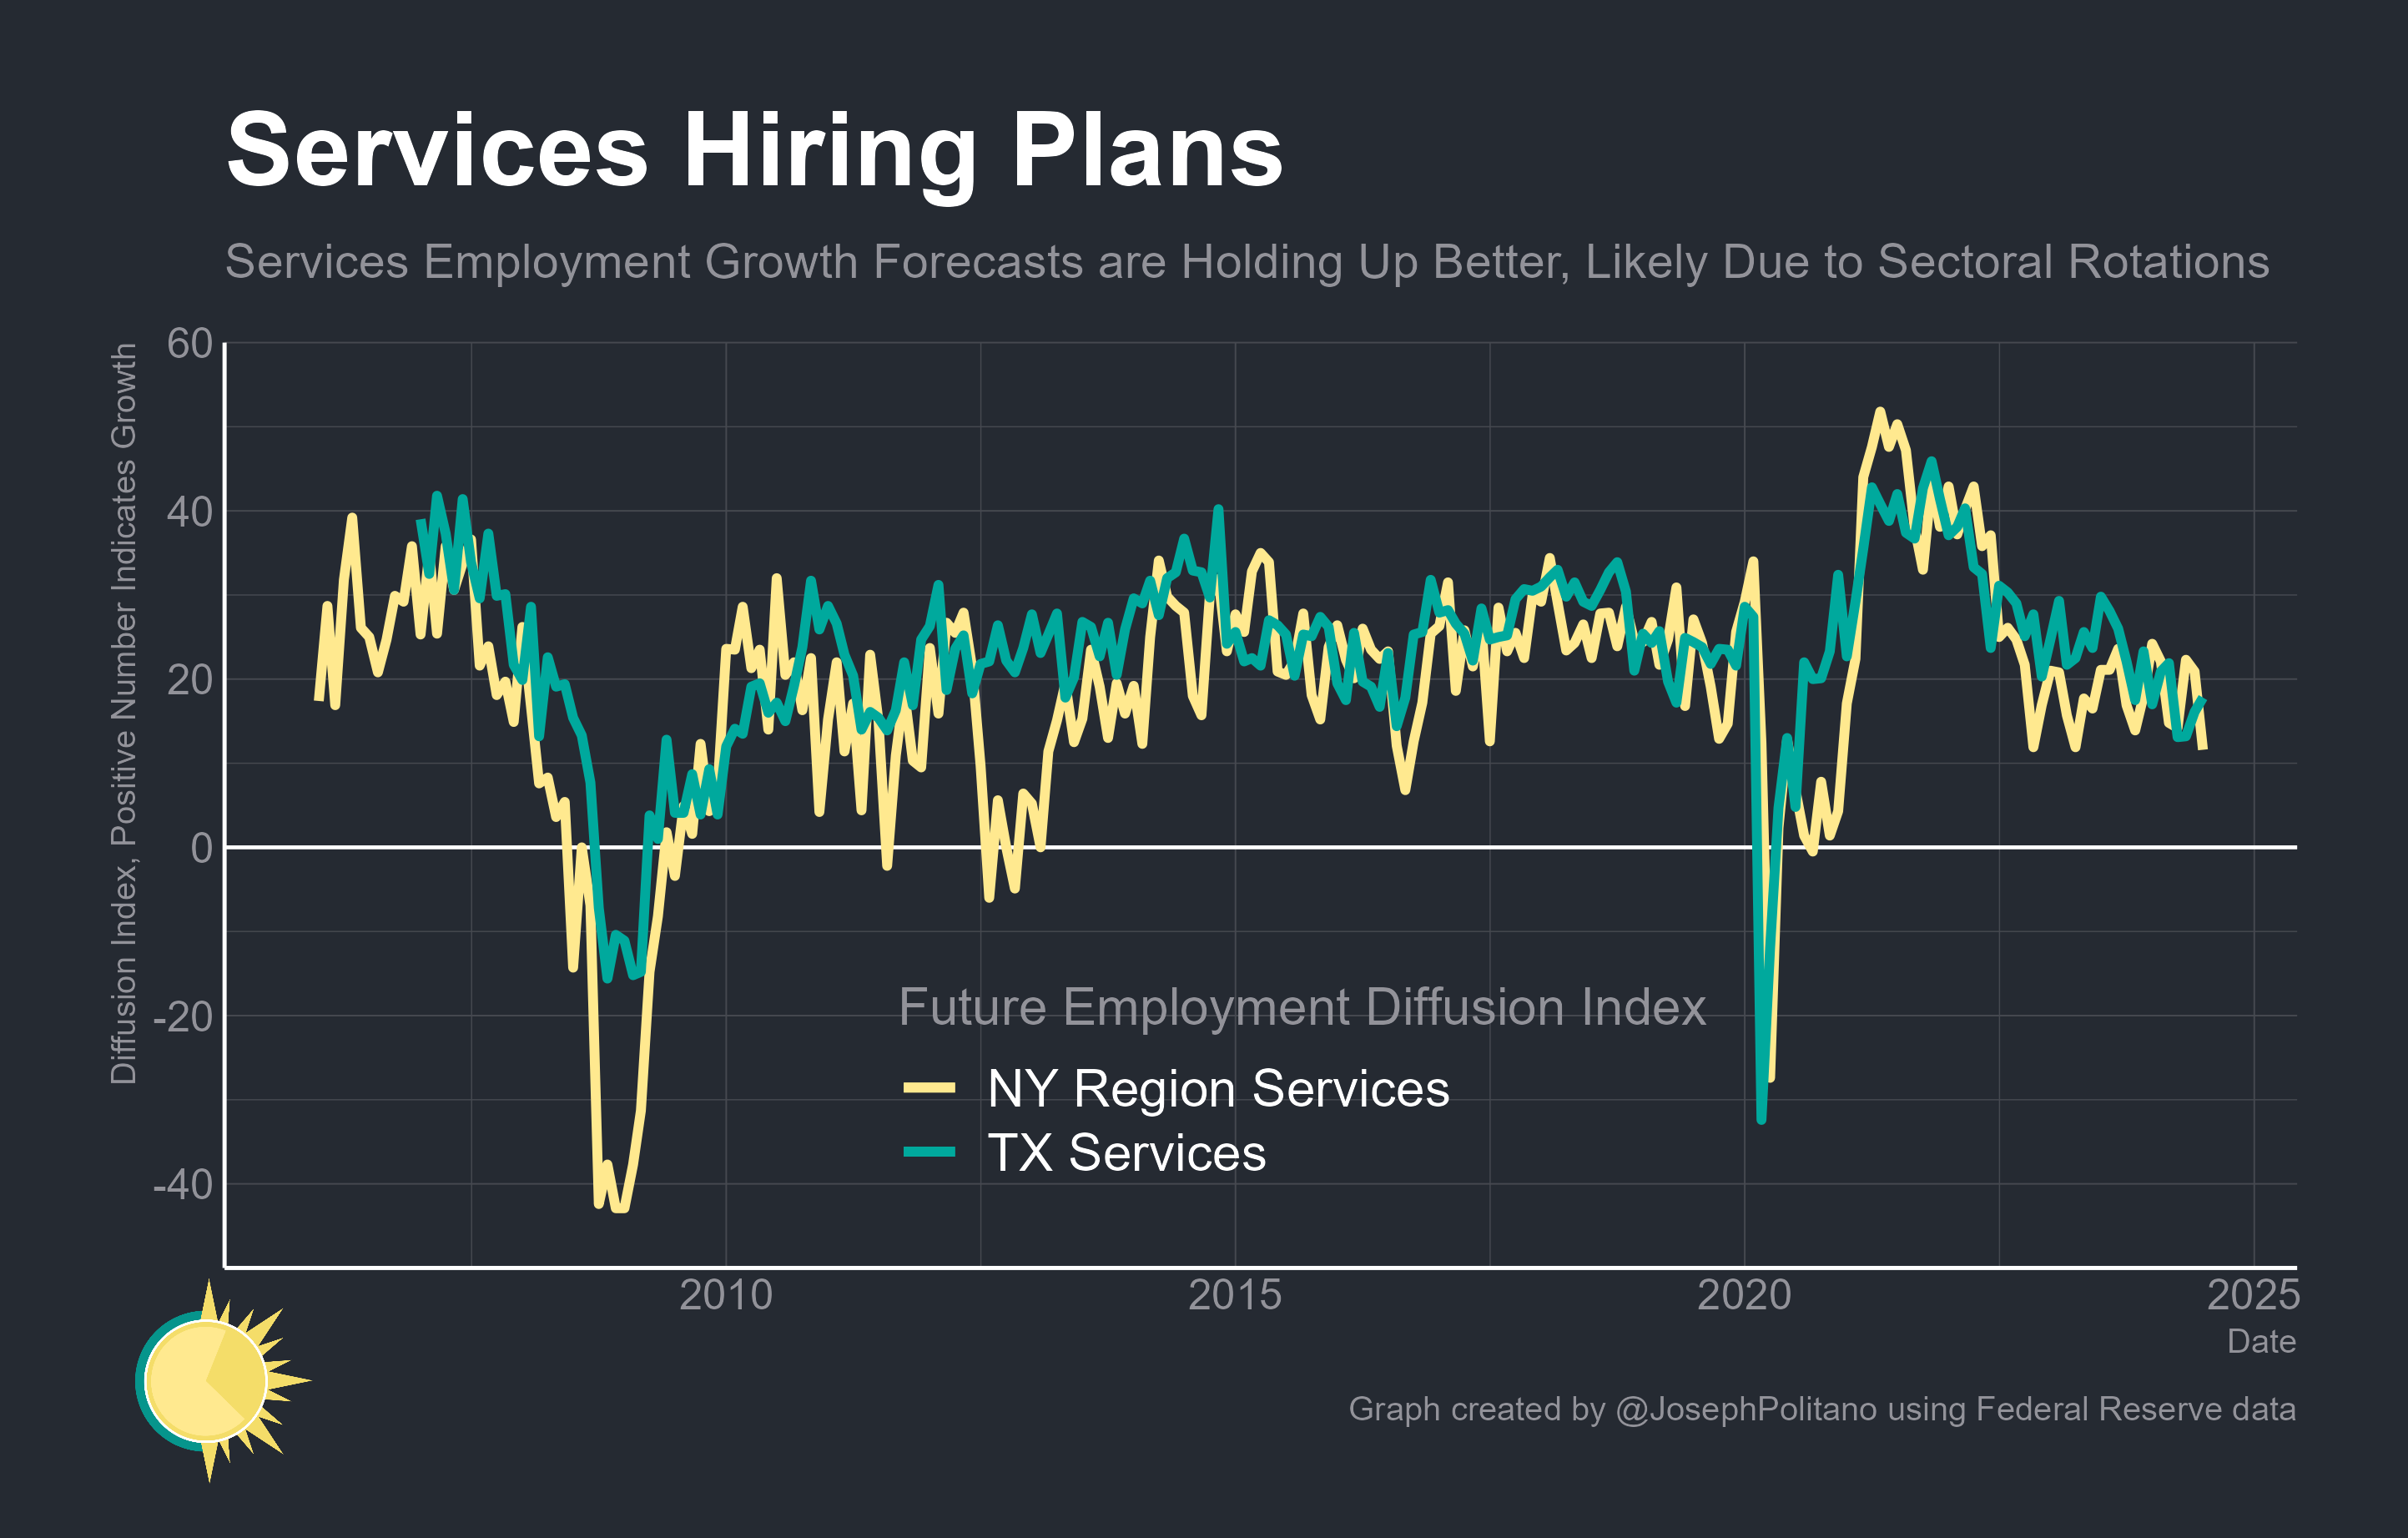 Services Hiring Plans
Services Employment Growth Forecasts are Holding Up Better, Likely Due to Sectoral Rotations
Diffusion Index, Positive Number Indicates Growth
60
40
20
0
-20
-40
Future Employment Diffusion Index
NY Region Services
TX Services
2010
2015
2020
2025
Date
Graph created by @JosephPolitano using Federal Reserve data